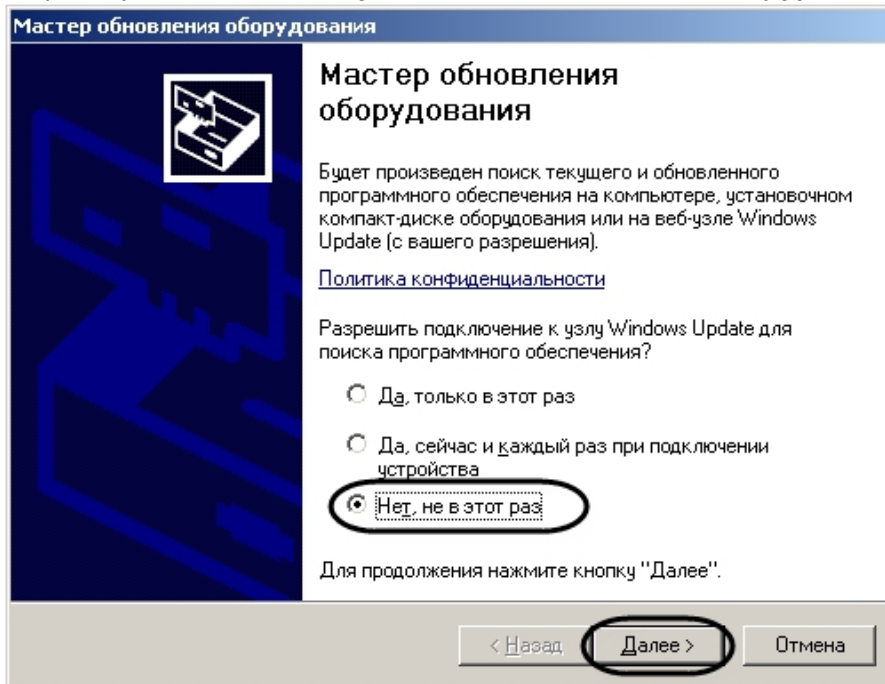 Мастер обновления оборудования
Мастер обновления
оборудования
Будет произведен поиск текущего и обновленного
программного обеспечения на компьютере, установочном
компакт-диске оборудования или на веб-узле Windows
Update (с вашего разрешения).
Политика конфиденциальности
Разрешить подключение к узлу Windows Update для
поиска программного обеспечения?
Да, только в этот раз
Да, сейчас и каждый раз при подключении
устройства
Нет, не в этот раз
Для продолжения нажмите кнопку "Далее".
< Назад Далее > Отмена